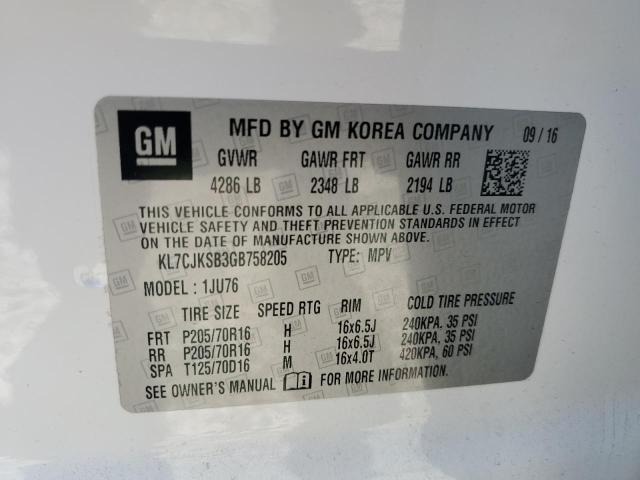 GM MFD BY GM KOREA COMPANY 09 / 16
GVWR GAWR FRT GAWR RR
4286 LB 2348 LB 2194 LB
THIS VEHICLE CONFORMS TO ALL APPLICABLE U.S. FEDERAL MOTOR
VEHICLE SAFETY AND THEFT PREVENTION STANDARDS IN EFFECT
ON THE DATE OF MANUFACTURE SHOWN ABOVE.
KL7CJKSB3GB758205 TYPE: MPV
MODEL : 1JU76
TIRE SIZE SPEED RTG RIM COLD TIRE PRESSURE
FRT P205/70R16 H 16x6.5J 240KPA, 35 PSI
RR P205/70R16 H 16x6.5J 240KPA, 35 PSI
SPA T125/70D16 M 16x4.0T 420KPA, 60 PSI
SEE OWNER'S MANUAL FOR MORE INFORMATION.